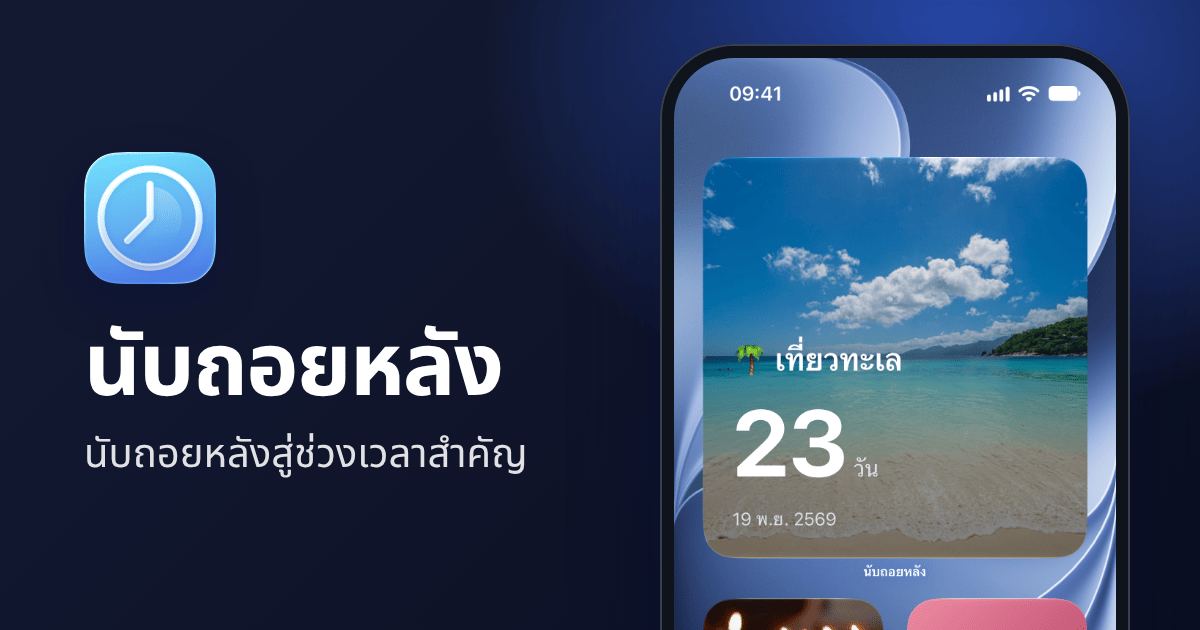 นับถอยหลัง
นับถอยหลังสู่ช่วงเวลาสำคัญ
09:41
🌴 เที่ยวทะเล
23 วัน
19 พ.ย. 2569
นับถอยหลัง